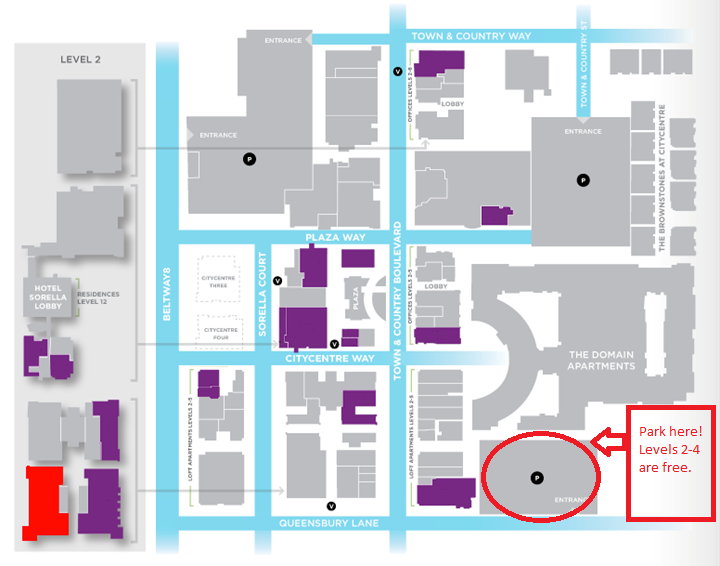 LEVEL 2
HOTEL
SORELLA
LOBBY
RESIDENCES
LEVEL 12
BELTWAY8
ENTRANCE
ENTRANCE
P
TOWN & COUNTRY WAY
V
OFFICES LEVELS 2-6
LOBBY
TOWN & COUNTRY ST
ENTRANCE
P
THE BROWNSTONES AT CITYCENTRE
PLAZA WAY
SORELLA COURT
CITYCENTRE
THREE
CITYCENTRE
FOUR
V
PLAZA
V
TOWN & COUNTRY BOULEVARD
OFFICES LEVELS 2-6
LOBBY
CITYCENTRE WAY
THE DOMAIN
APARTMENTS
LOFT APARTMENTS LEVELS 2-5
LOFT APARTMENTS LEVELS 2-5
V
P
ENTRANCE
QUEENSBURY LANE
Park here!
Levels 2-4
are free.